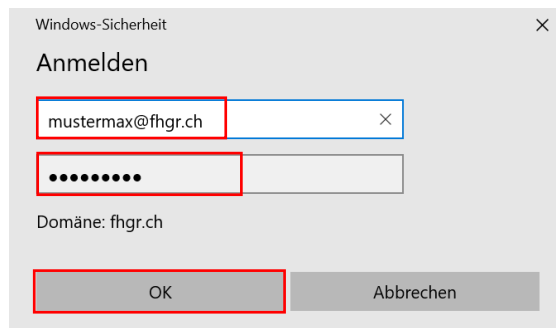 Windows-Sicherheit
Anmelden
mustermax@fhgr.ch
●●●●●●●●●
Domäne: fhgr.ch
OK Abbrechen